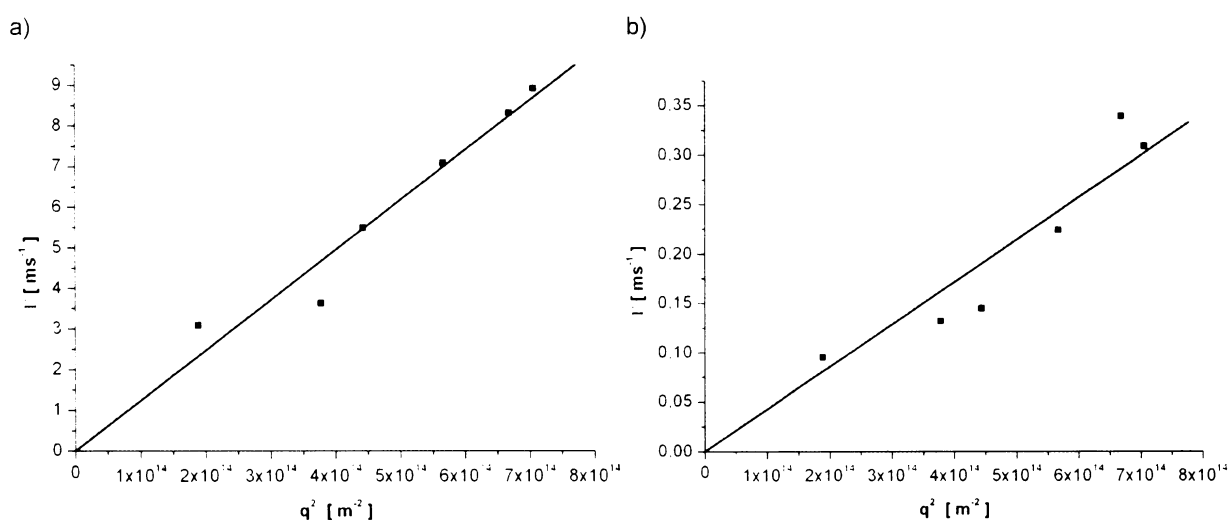 a)
9
8
7
6
5
4
3
2
1
0
[ms⁻¹]
0 1x10¹⁴ 2x10¹⁴ 3x10¹⁴ 4x10¹⁴ 5x10¹⁴ 6x10¹⁴ 7x10¹⁴ 8x10¹⁴
q² [m⁻²]
b)
0.35
0.30
0.25
0.20
0.15
0.10
0.05
0.00
[ms⁻¹]
0 1x10¹⁴ 2x10¹⁴ 3x10¹⁴ 4x10¹⁴ 5x10¹⁴ 6x10¹⁴ 7x10¹⁴ 8x10¹⁴
q² [m⁻²]